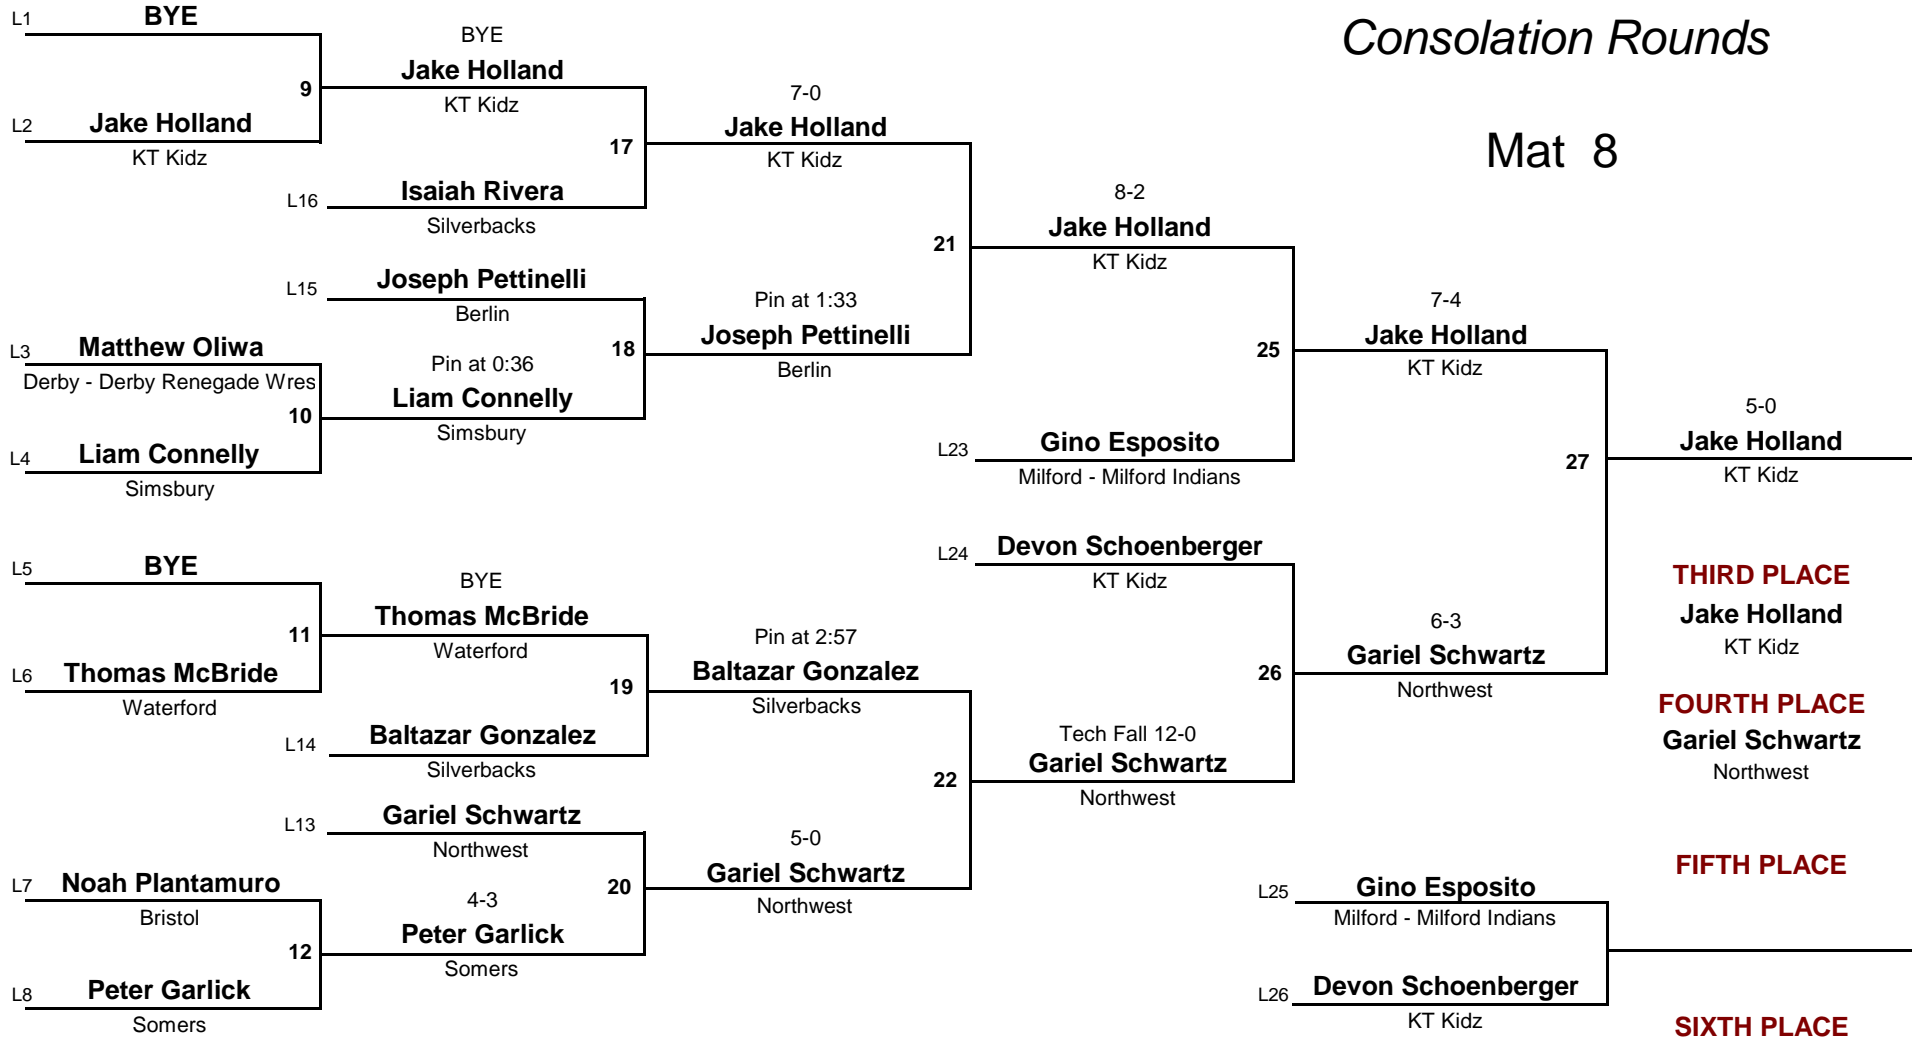 Consolation Rounds
Mat 8
L1 BYE
9
L2 Jake Holland
KT Kidz
BYE
Jake Holland
KT Kidz
17
L16 Isaiah Rivera
Silverbacks
7-0
Jake Holland
KT Kidz
21
L15 Joseph Pettinelli
Berlin
L3 Matthew Oliwa
Derby - Derby Renegade Wres
10
L4 Liam Connelly
Simsbury
Pin at 0:36
Liam Connelly
Simsbury
18
Pin at 1:33
Joseph Pettinelli
Berlin
8-2
Jake Holland
KT Kidz
25
L23 Gino Esposito
Milford - Milford Indians
7-4
Jake Holland
KT Kidz
27
5-0
Jake Holland
KT Kidz
L5 BYE
11
L6 Thomas McBride
Waterford
BYE
Thomas McBride
Waterford
19
L14 Baltazar Gonzalez
Silverbacks
Pin at 2:57
Baltazar Gonzalez
Silverbacks
22
L13 Gariel Schwartz
Northwest
L7 Noah Plantamuro
Bristol
12
L8 Peter Garlick
Somers
4-3
Peter Garlick
Somers
20
5-0
Gariel Schwartz
Northwest
L24 Devon Schoenberger
KT Kidz
26
Tech Fall 12-0
Gariel Schwartz
Northwest
6-3
Gariel Schwartz
Northwest
THIRD PLACE
Jake Holland
KT Kidz
FOURTH PLACE
Gariel Schwartz
Northwest
FIFTH PLACE
L25 Gino Esposito
Milford - Milford Indians
L26 Devon Schoenberger
KT Kidz
SIXTH PLACE